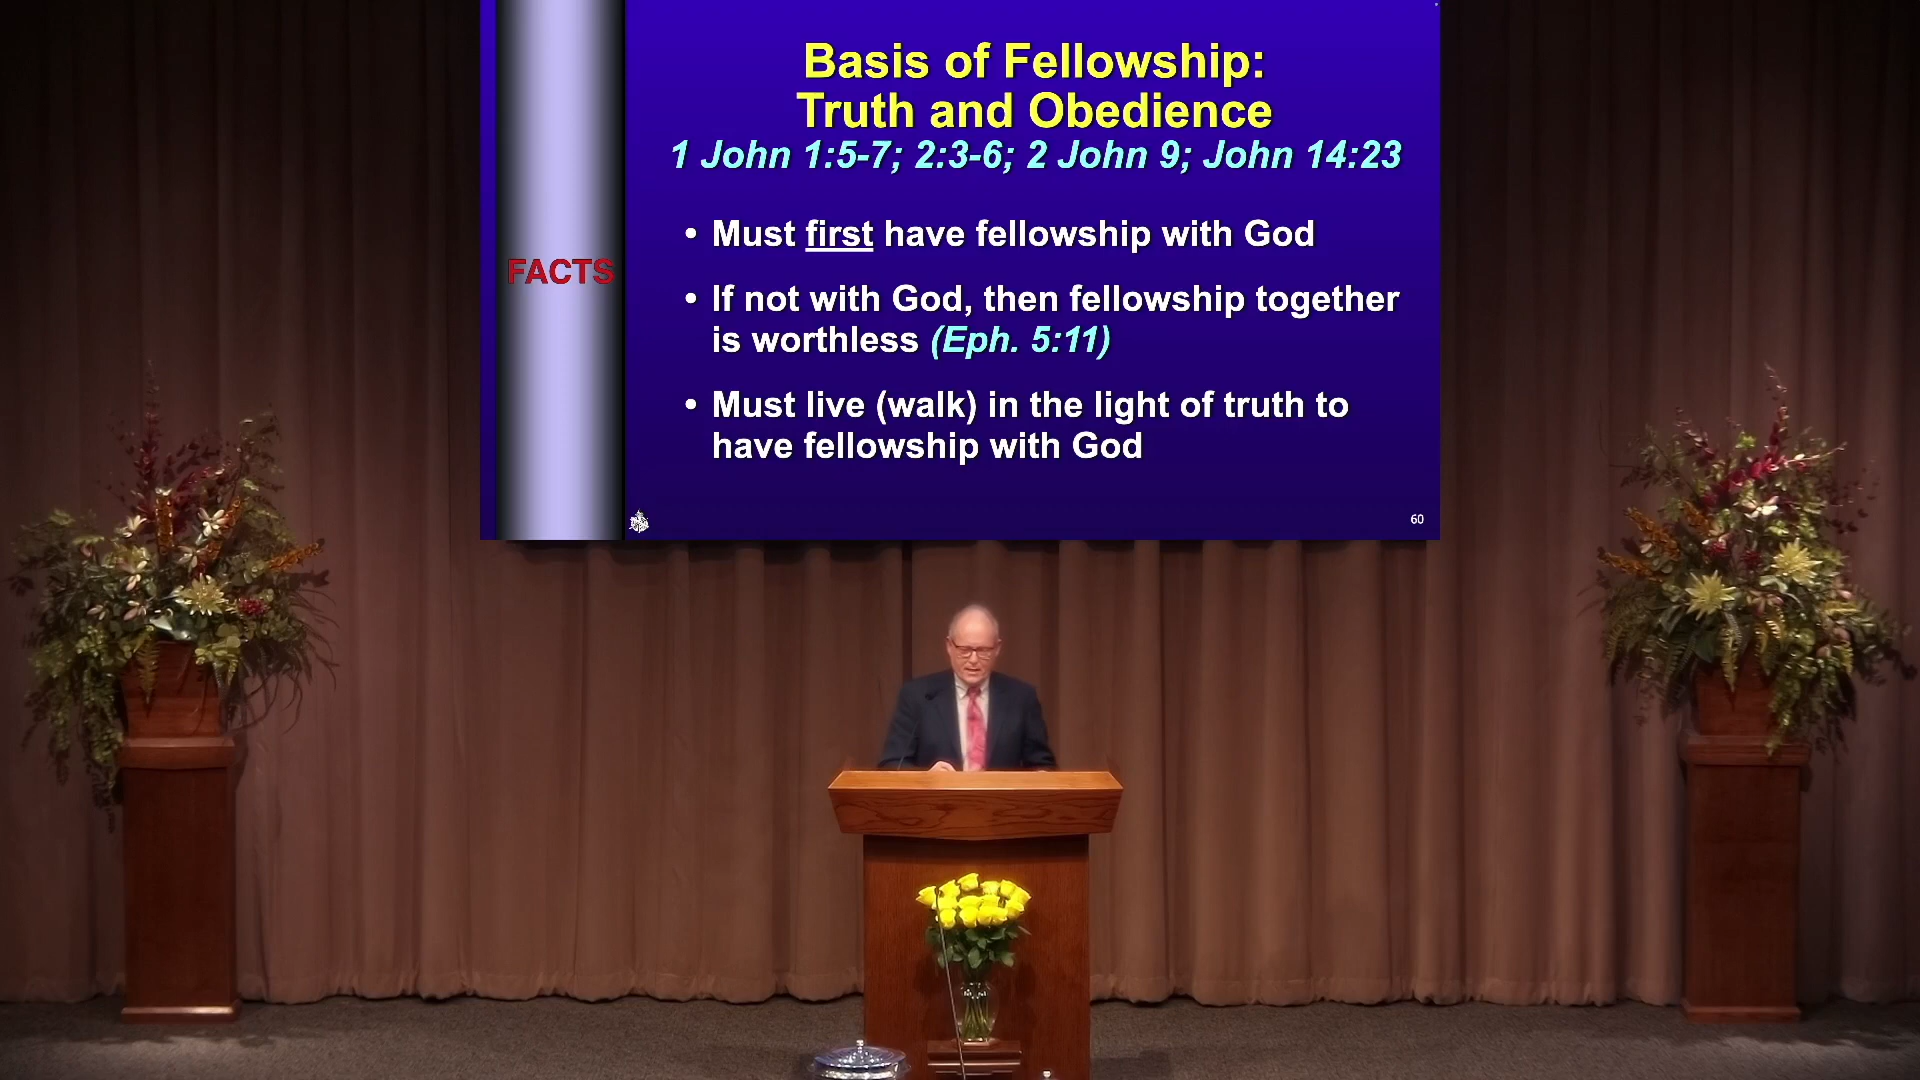 Basis of Fellowship:
Truth and Obedience
1 John 1:5-7; 2:3-6; 2 John 9; John 14:23
FACTS
• Must first have fellowship with God
• If not with God, then fellowship together
is worthless (Eph. 5:11)
• Must live (walk) in the light of truth to
have fellowship with God
60